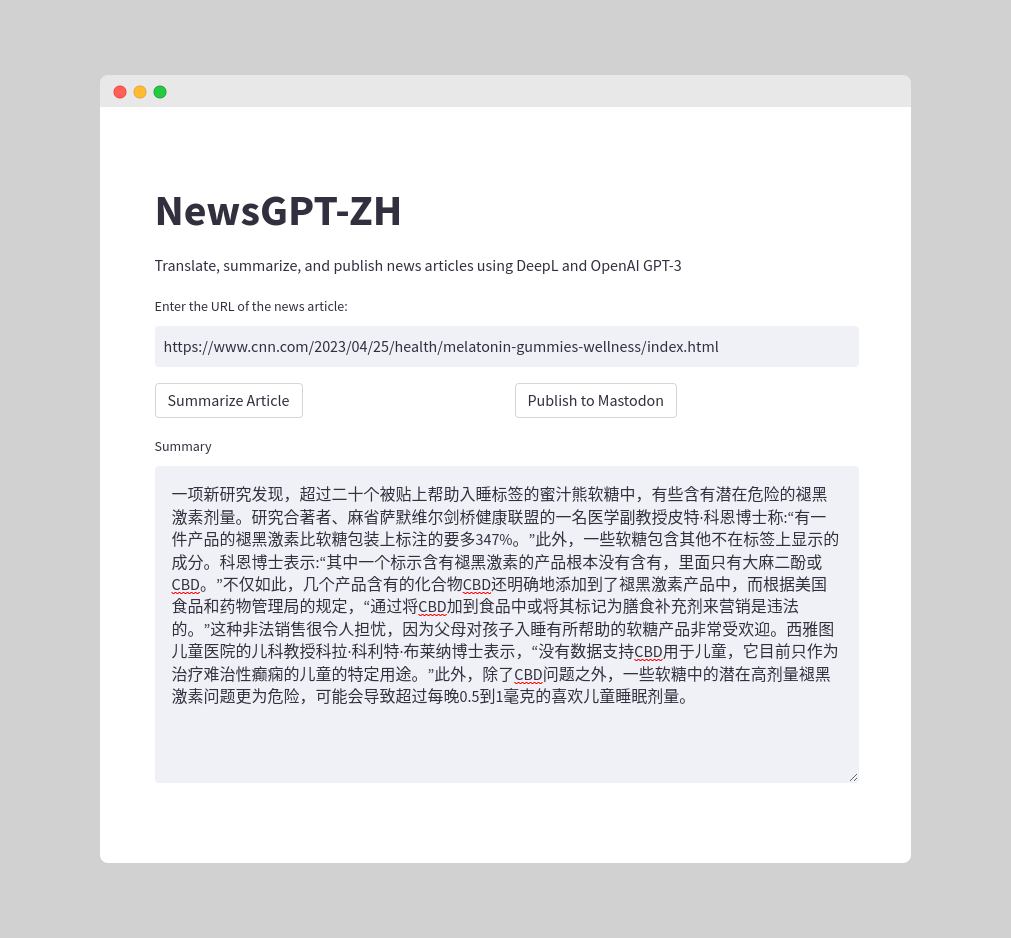 NewsGPT-ZH
Translate, summarize, and publish news articles using DeepL and OpenAI GPT-3
Enter the URL of the news article:
https://www.cnn.com/2023/04/25/health/melatonin-gummies-wellness/index.html
Summarize Article
Publish to Mastodon
Summary
一项新研究发现，超过二十个被贴上帮助入睡标签的蜜汁熊软糖中，有些含有潜在危险的褪黑
激素剂量。研究合著者、麻省萨默维尔剑桥健康联盟的一名医学副教授皮特·科恩博士称:“有一
件产品的褪黑激素比软糖包装上标注的要多347%。”此外，一些软糖包含其他不在标签上显示的
成分。科恩博士表示:“其中一个标示含有褪黑激素的产品根本没有含有，里面只有大麻二酚或
CBD。”不仅如此，几个产品含有的化合物CBD还明确地添加到了褪黑激素产品中，而根据美国
食品和药物管理局的规定，“通过将CBD加到食品中或将其标记为膳食补充剂来营销是违法
的。”这种非法销售很令人担忧，因为父母对孩子入睡有所帮助的软糖产品非常受欢迎。西雅图
儿童医院的儿科教授科拉·科利特·布莱纳博士表示，“没有数据支持CBD用于儿童，它目前只作为
治疗难治性癫痫的儿童的特定用途。”此外，除了CBD问题之外，一些软糖中的潜在高剂量褪黑
激素问题更为危险，可能会导致超过每晚0.5到1毫克的喜欢儿童睡眠剂量。